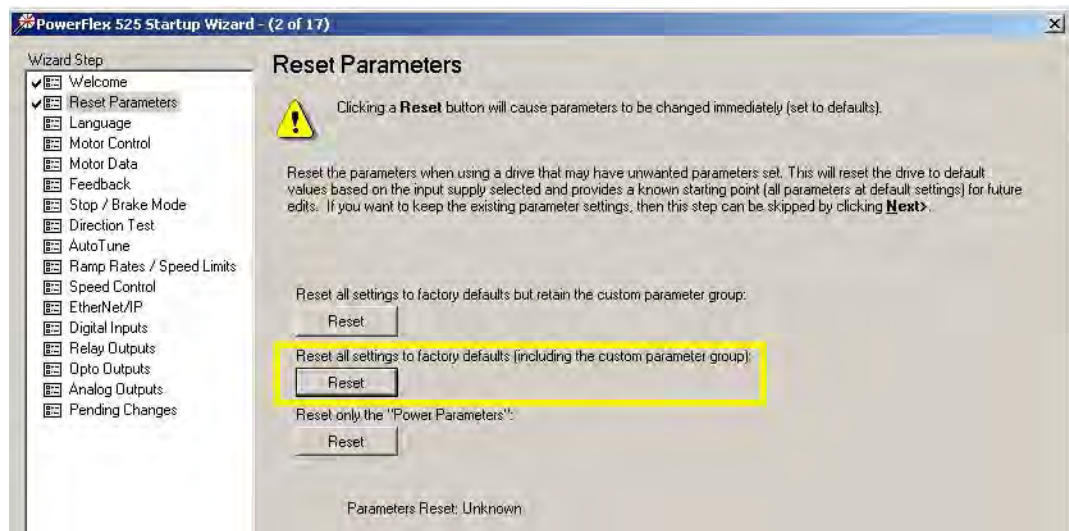 PowerFlex 525 Startup Wizard - (2 of 17)
Wizard Step
Welcome
Reset Parameters
Language
Motor Control
Motor Data
Feedback
Stop / Brake Mode
Direction Test
AutoTune
Ramp Rates / Speed Limits
Speed Control
EtherNet/IP
Digital Inputs
Relay Outputs
Opto Outputs
Analog Outputs
Pending Changes
Reset Parameters
Clicking a Reset button will cause parameters to be changed immediately (set to defaults).
Reset the parameters when using a drive that may have unwanted parameters set. This will reset the drive to default
values based on the input supply selected and provides a known starting point (all parameters at default settings) for future
edits. If you want to keep the existing parameter settings, then this step can be skipped by clicking Next>.
Reset all settings to factory defaults but retain the custom parameter group:
Reset
Reset all settings to factory defaults (including the custom parameter group):
Reset
Reset only the "Power Parameters":
Reset
Parameters Reset: Unknown